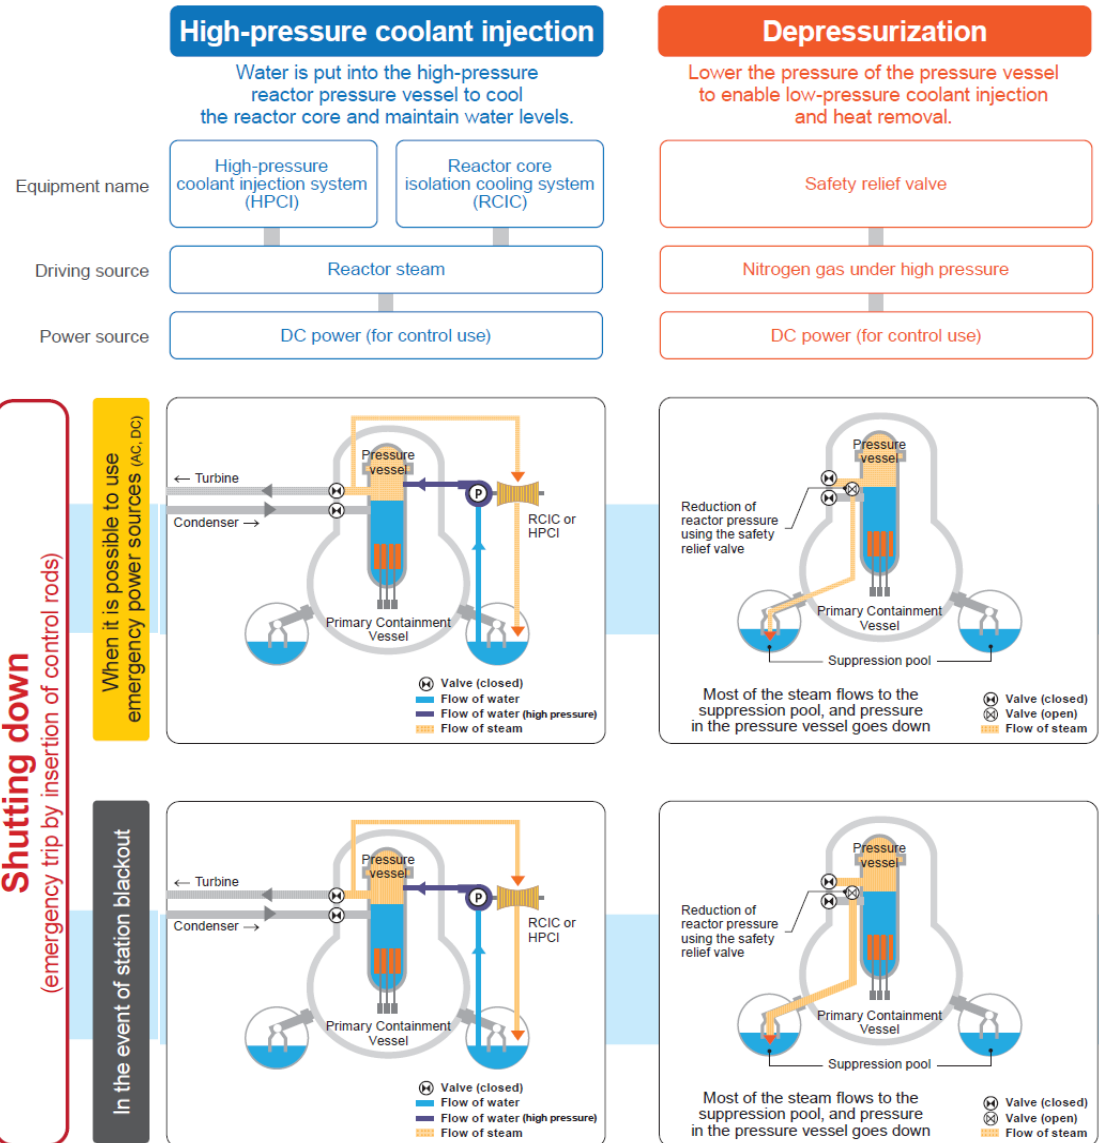 High-pressure coolant injection
Water is put into the high-pressure
reactor pressure vessel to cool
the reactor core and maintain water levels.
Depressurization
Lower the pressure of the pressure vessel
to enable low-pressure coolant injection
and heat removal.
Equipment name
High-pressure
coolant injection system
(HPCI)
Reactor core
isolation cooling system
(RCIC)
Safety relief valve
Driving source
Reactor steam
Nitrogen gas under high pressure
Power source
DC power (for control use)
DC power (for control use)
Shutting down
(emergency trip by insertion of control rods)
When it is possible to use
emergency power sources (AC, DC)
Pressure
vessel
← Turbine
Condenser →
P
RCIC or
HPCI
Primary Containment
Vessel
Valve (closed)
Flow of water
Flow of water (high pressure)
Flow of steam
Pressure
vessel
Reduction of
reactor pressure
using the safety
relief valve
Primary Containment
Vessel
Suppression pool
Most of the steam flows to the
suppression pool, and pressure
in the pressure vessel goes down
Valve (closed)
Valve (open)
Flow of steam
In the event of station blackout
Pressure
vessel
← Turbine
Condenser →
P
RCIC or
HPCI
Primary Containment
Vessel
Valve (closed)
Flow of water
Flow of water (high pressure)
Flow of steam
Pressure
vessel
Reduction of
reactor pressure
using the safety
relief valve
Primary Containment
Vessel
Suppression pool
Most of the steam flows to the
suppression pool, and pressure
in the pressure vessel goes down
Valve (closed)
Valve (open)
Flow of steam